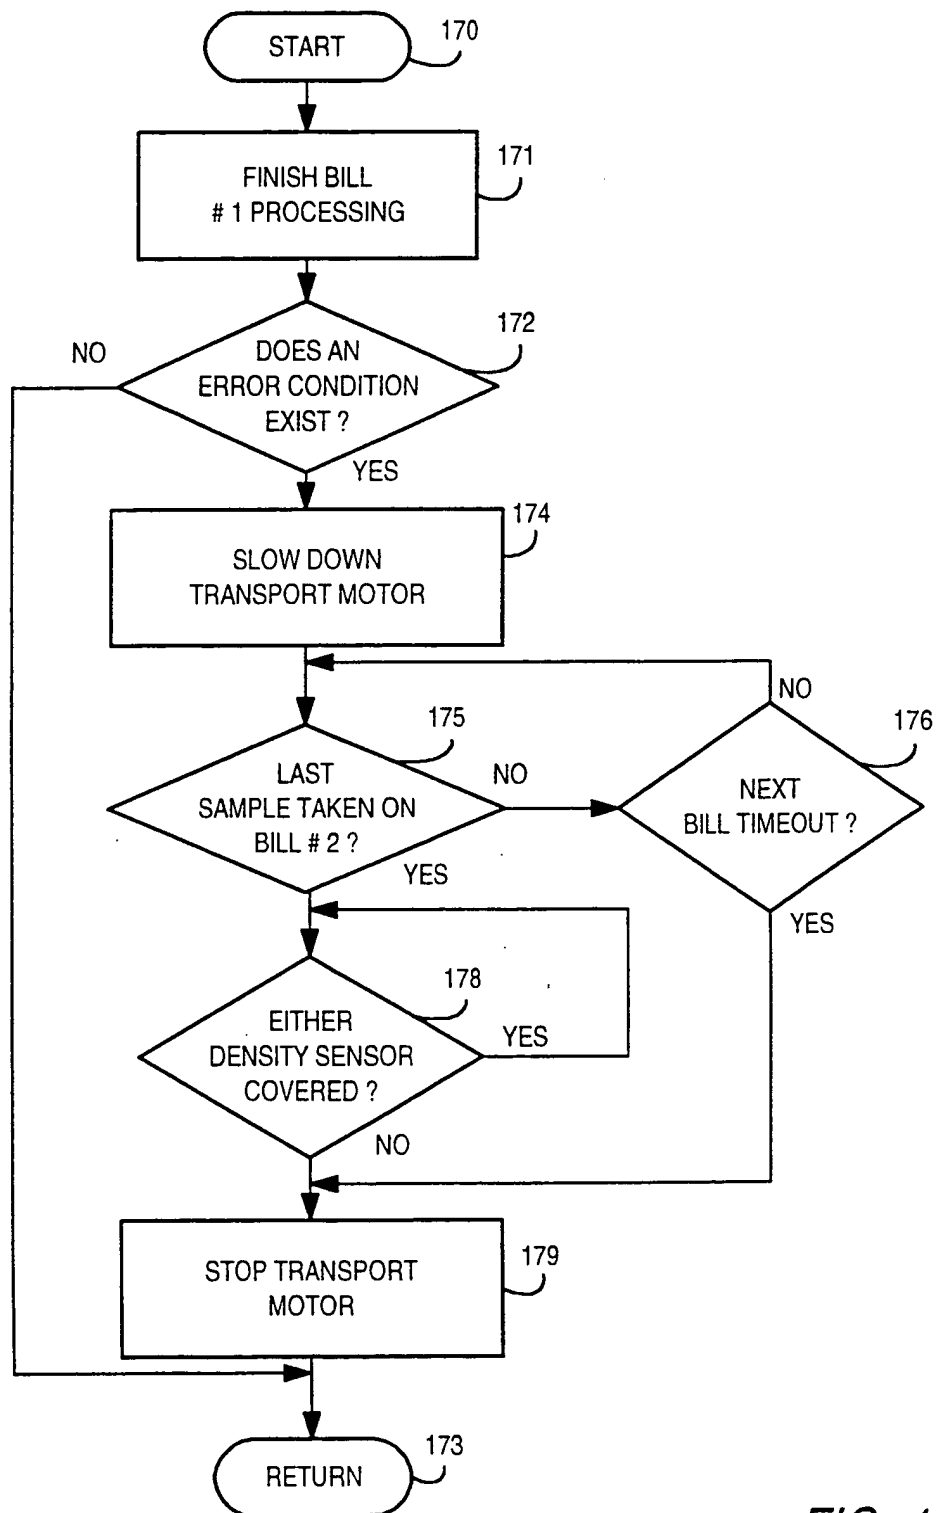 START
170
FINISH BILL
# 1 PROCESSING
171
DOES AN
ERROR CONDITION
EXIST ?
172
NO
YES
SLOW DOWN
TRANSPORT MOTOR
174
LAST
SAMPLE TAKEN ON
BILL # 2 ?
175
NO
YES
NEXT
BILL TIMEOUT ?
176
NO
YES
EITHER
DENSITY SENSOR
COVERED ?
178
YES
NO
STOP TRANSPORT
MOTOR
179
RETURN
173